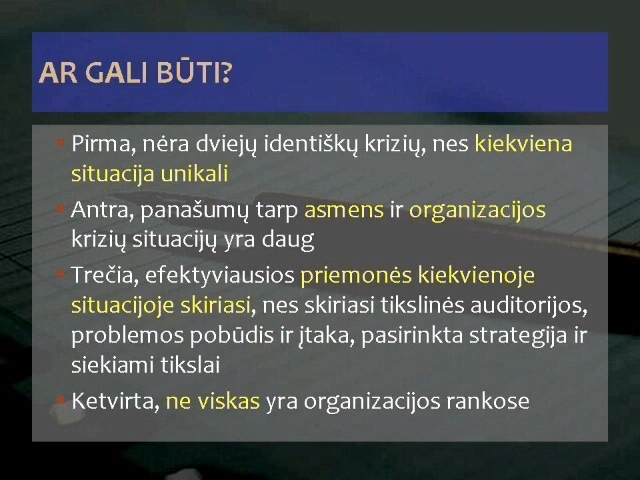 AR GALI BŪTI?
Pirma, nėra dviejų identiškų krizių, nes kiekviena
situacija unikali
Antra, panašumų tarp asmens ir organizacijos
krizių situacijų yra daug
Trečia, efektyviausios priemonės kiekvienoje
situacijoje skiriasi, nes skiriasi tikslinės auditorijos,
problemos pobūdis ir įtaka, pasirinkta strategija ir
siekiami tikslai
Ketvirta, ne viskas yra organizacijos rankose